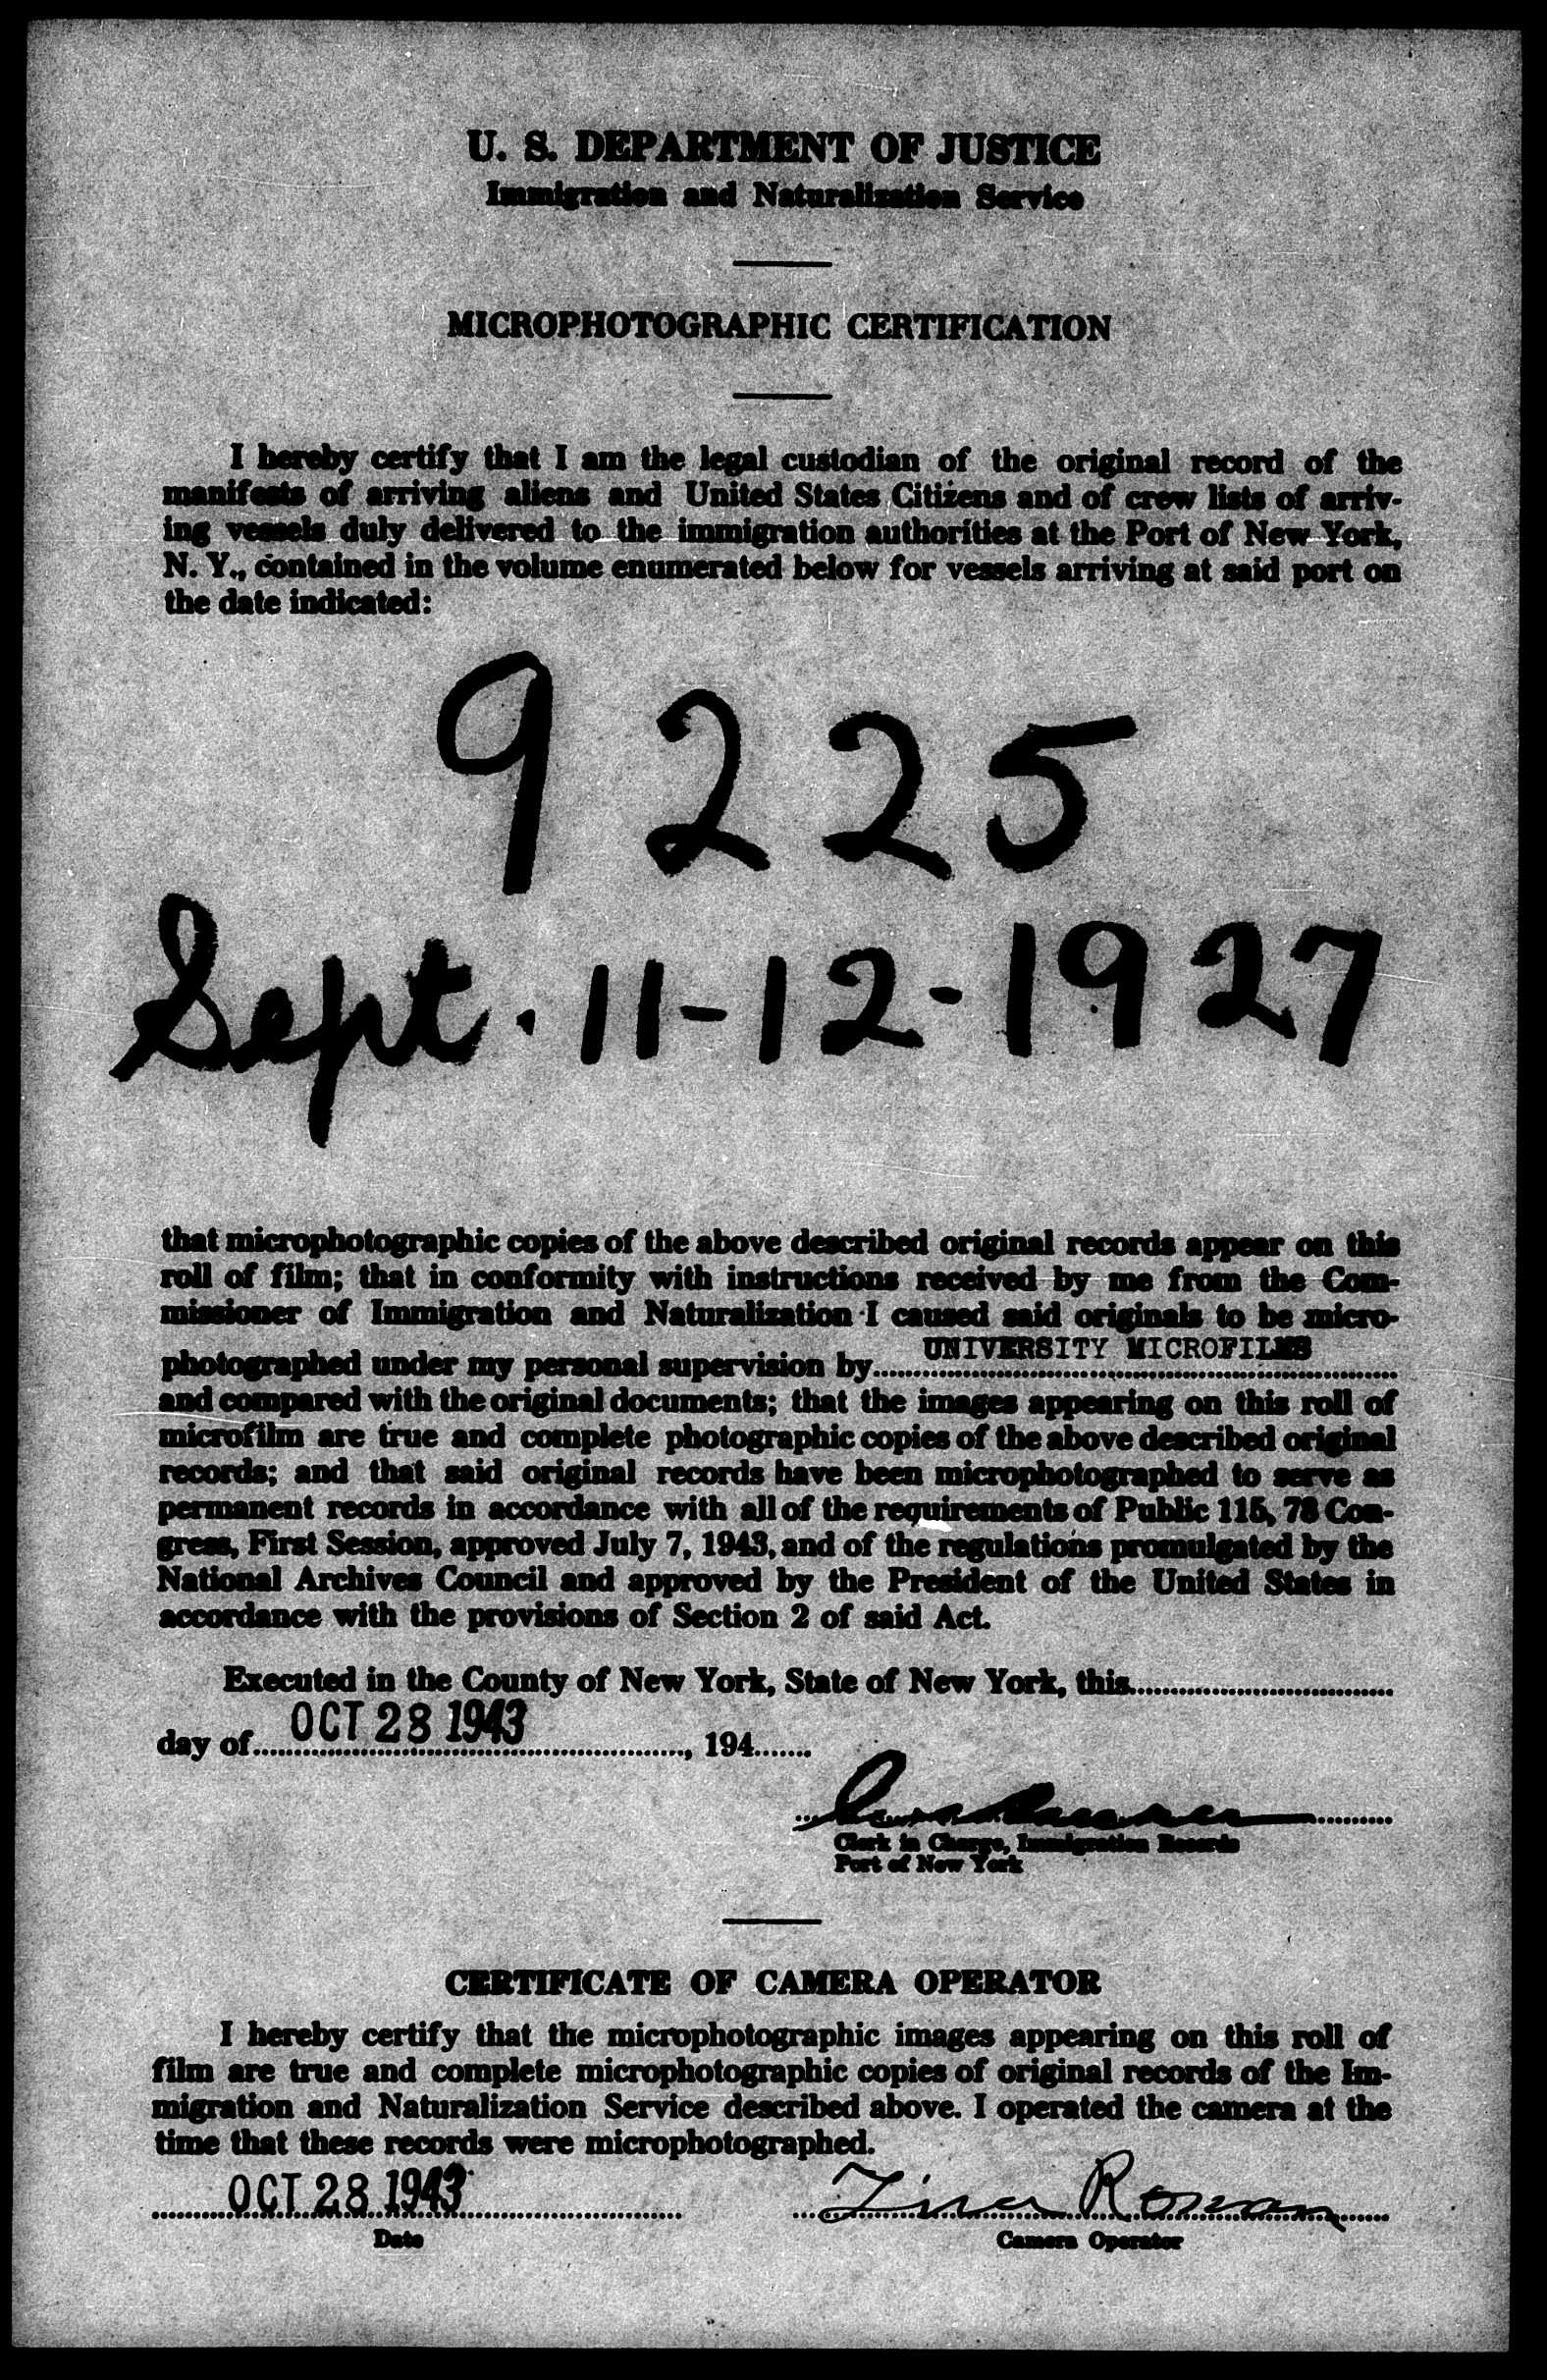 U. S. DEPARTMENT OF JUSTICE
Immigration and Naturalization Service
MICROPHOTOGRAPHIC CERTIFICATION
I hereby certify that I am the legal custodian of the original record of the
manifests of arriving aliens and United States Citizens and of crew lists of arriv-
ing vessels duly delivered to the immigration authorities at the Port of New York,
N. Y., contained in the volume enumerated below for vessels arriving at said port on
the date indicated:
9225
Sept. 11-12-1927
that microphotographic copies of the above described original records appear on this
roll of film; that in conformity with instructions received by me from the Com-
missioner of Immigration and Naturalization I caused said originals to be micro-
UNIVERSITY MICROFILMS
photographed under my personal supervision by
and compared with the original documents; that the images appearing on this roll of
microfilm are true and complete photographic copies of the above described original
records; and that said original records have been microphotographed to serve as
permanent records in accordance with all of the requirements of Public 115, 78 Con-
gress, First Session, approved July 7, 1943, and of the regulations promulgated by the
National Archives Council and approved by the President of the United States in
accordance with the provisions of Section 2 of said Act.
Executed in the County of New York, State of New York, this
day of OCT 28 1943, 194
Clerk in Charge, Immigration Records
Port of New York
CERTIFICATE OF CAMERA OPERATOR
I hereby certify that the microphotographic images appearing on this roll of
film are true and complete microphotographic copies of original records of the Im-
migration and Naturalization Service described above. I operated the camera at the
time that these records were microphotographed.
OCT 28 1943 Tina Roman
Date Camera Operator